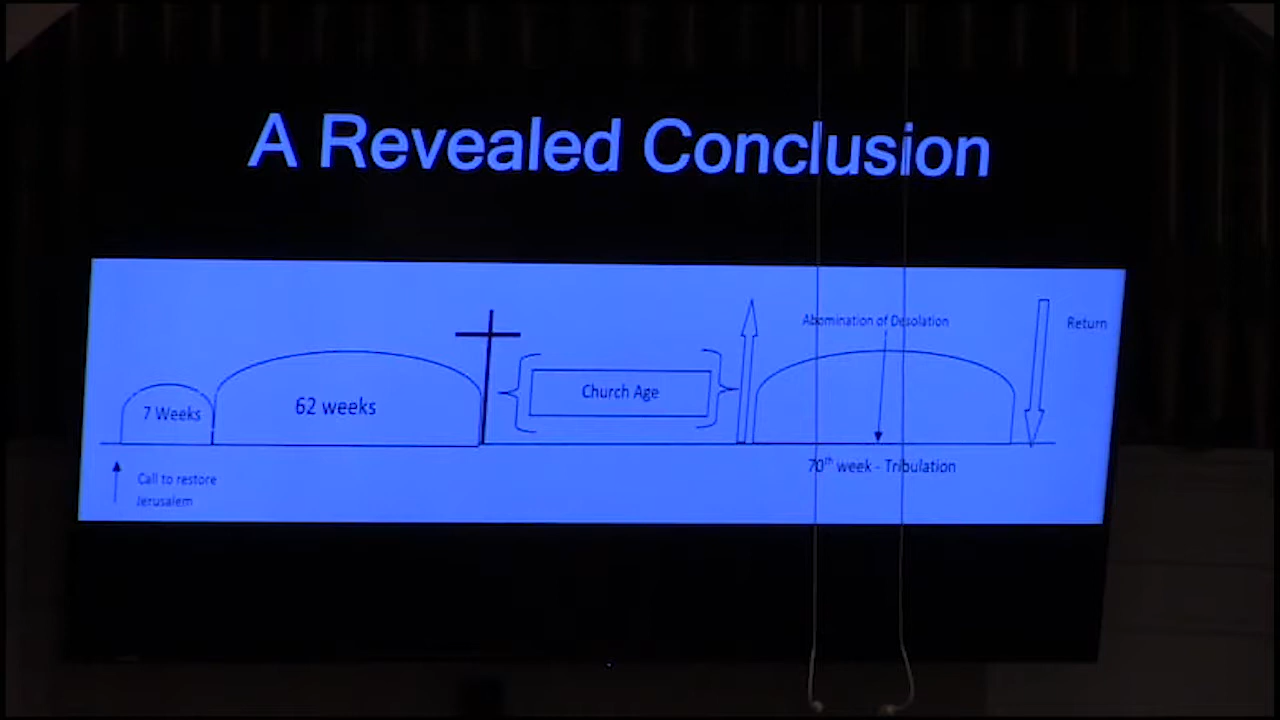 A Revealed Conclusion
Abomination of Desolation
Return
Church Age
7 Weeks
62 weeks
70th week - Tribulation
Call to restore
Jerusalem